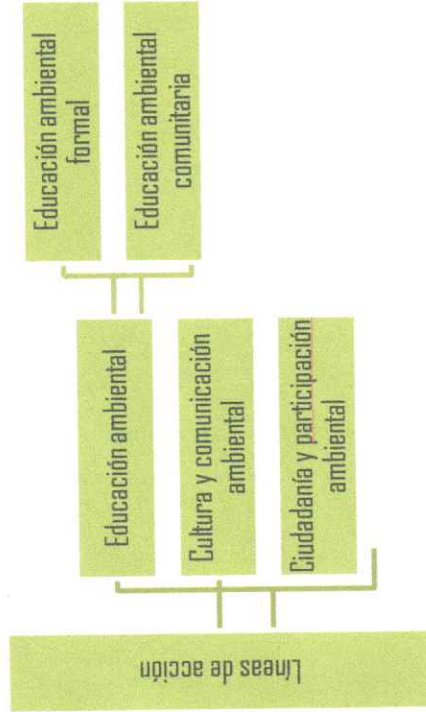 Líneas de acción
Educación ambiental
Cultura y comunicación
ambiental
Ciudadanía y participación
ambiental
Educación ambiental
formal
Educación ambiental
comunitaria